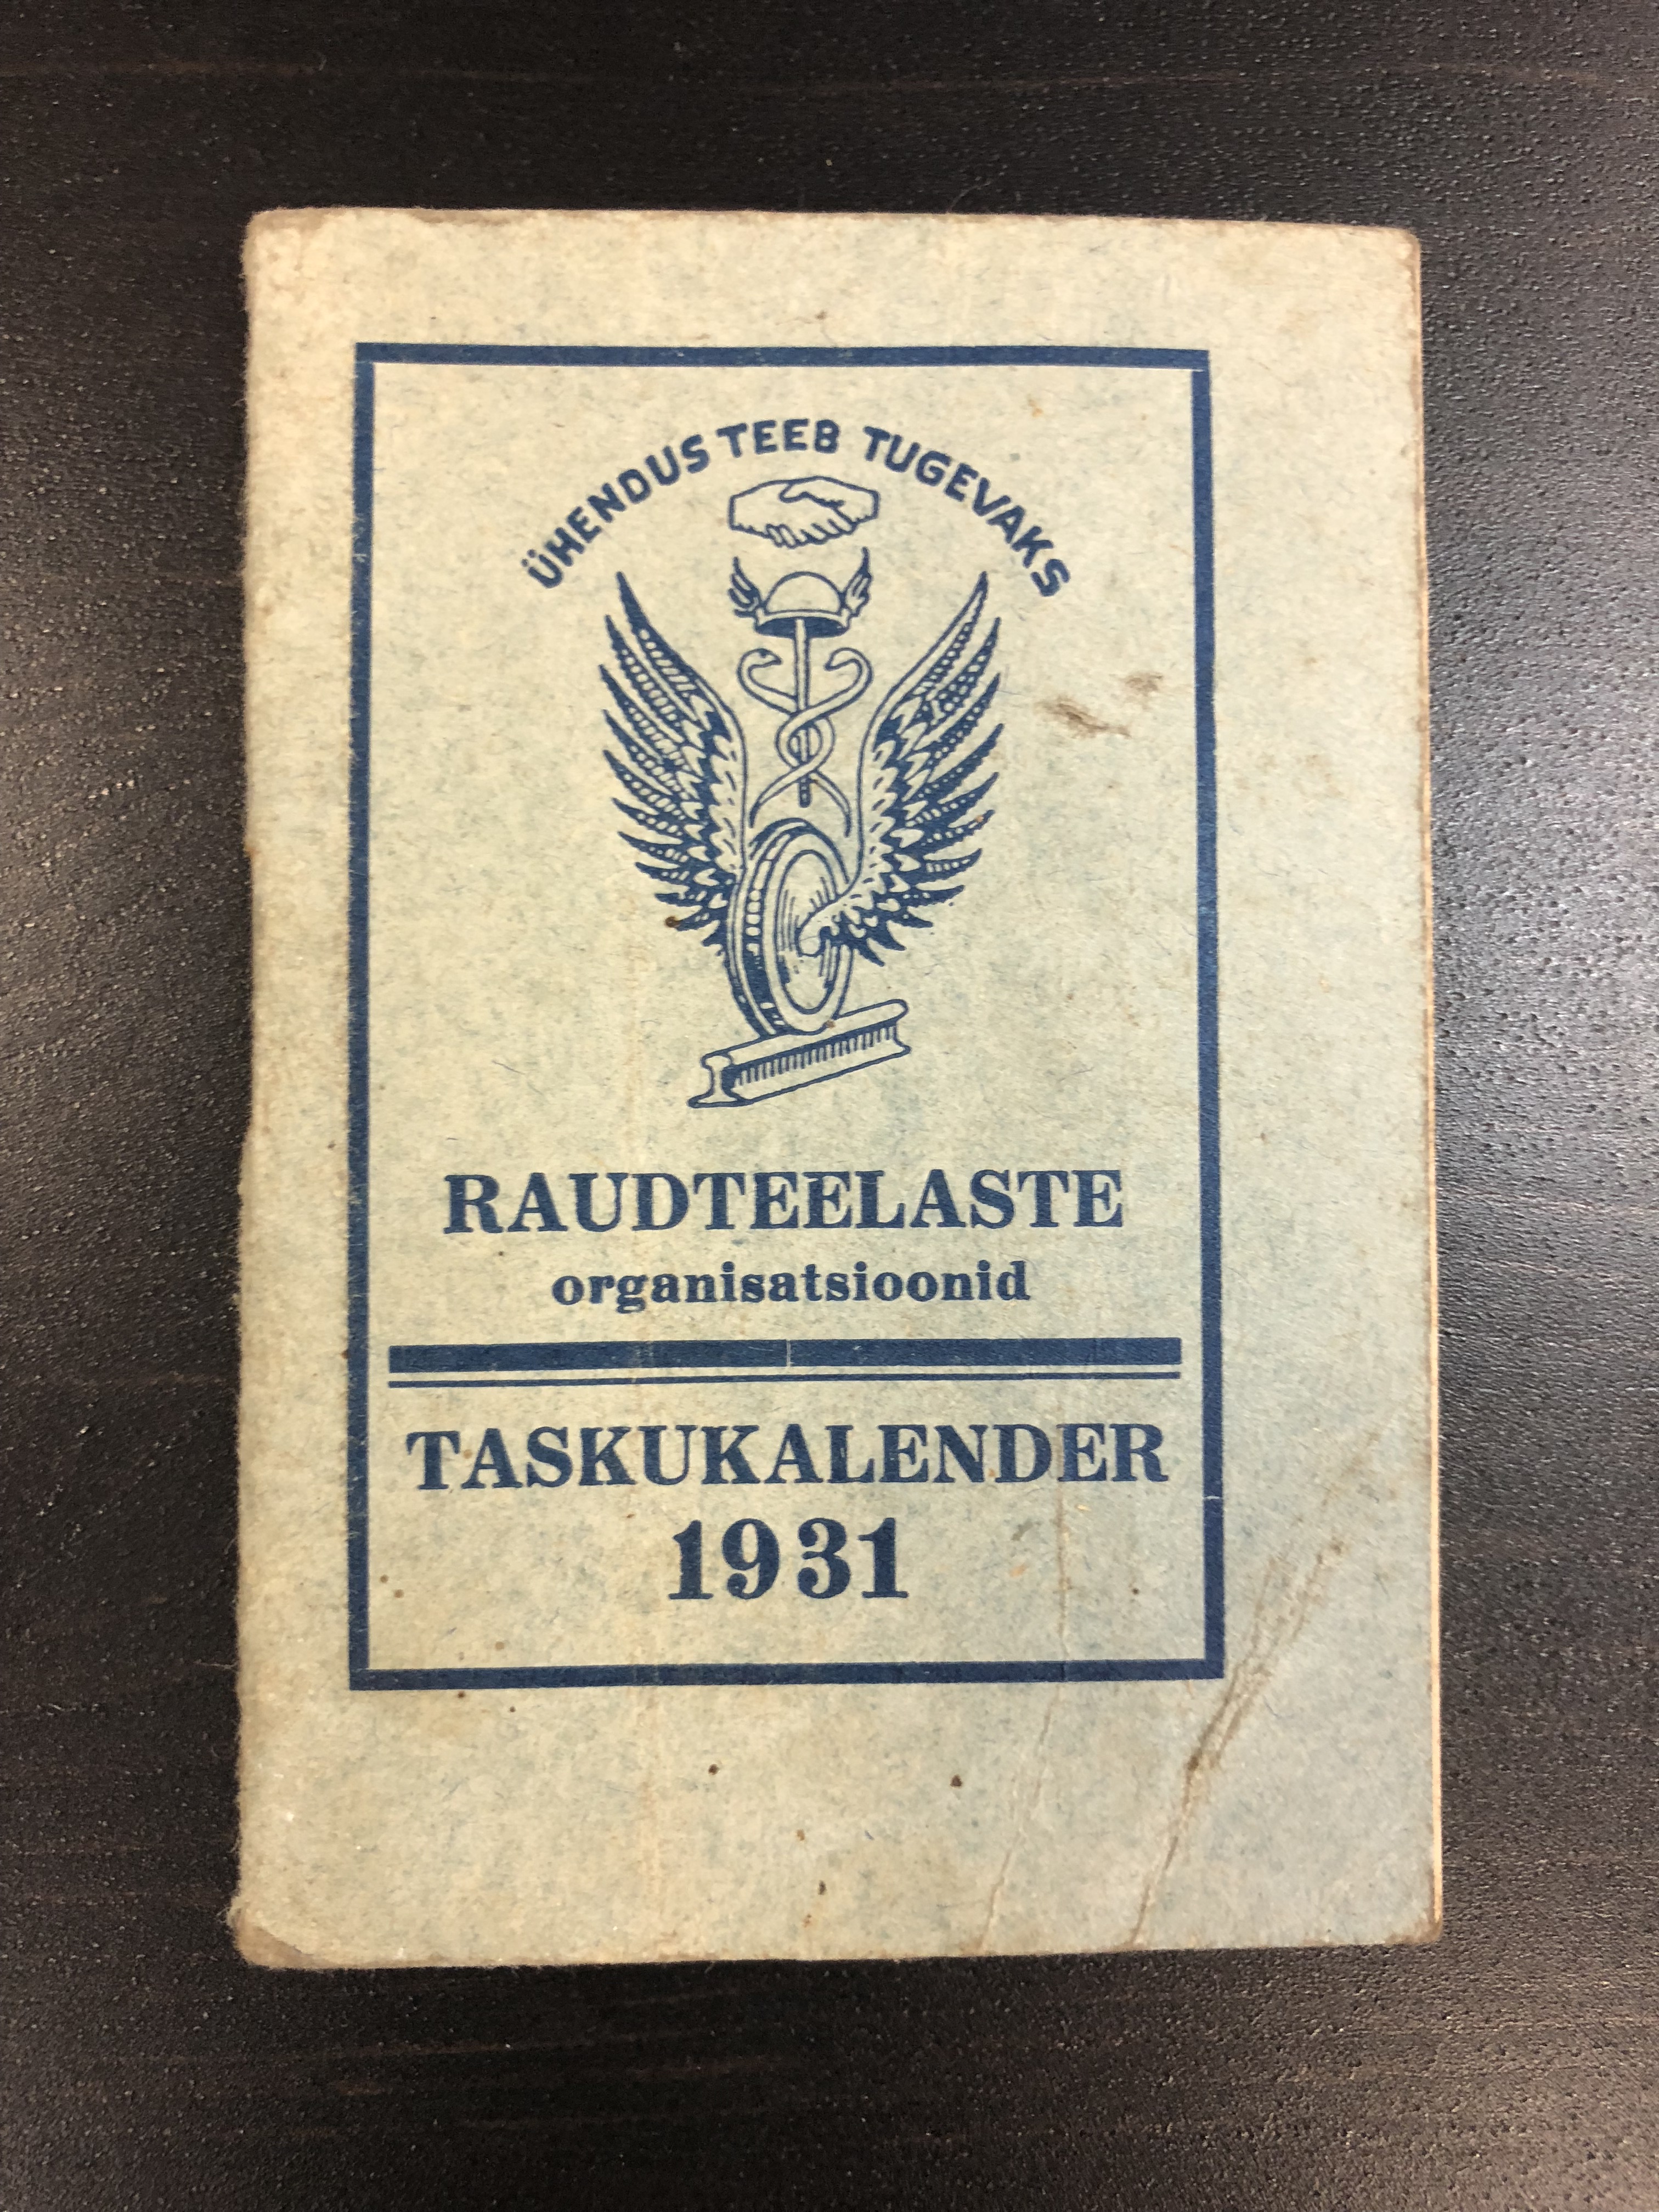 ÜHENDUS TEEB TUGEVAKS
RAUDTEELASTE
organisatsioonid
TASKUKALENDER
1931